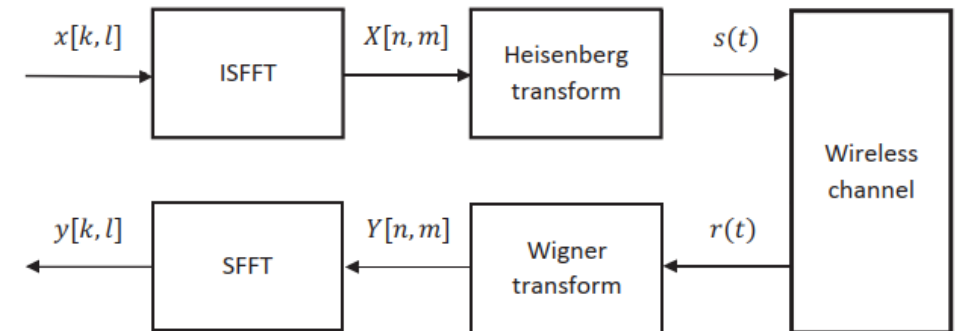 x[k, l]
ISFFT
X[n, m]
Heisenberg
transform
s(t)
Wireless
channel
y[k, l]
SFFT
Y[n, m]
Wigner
transform
r(t)